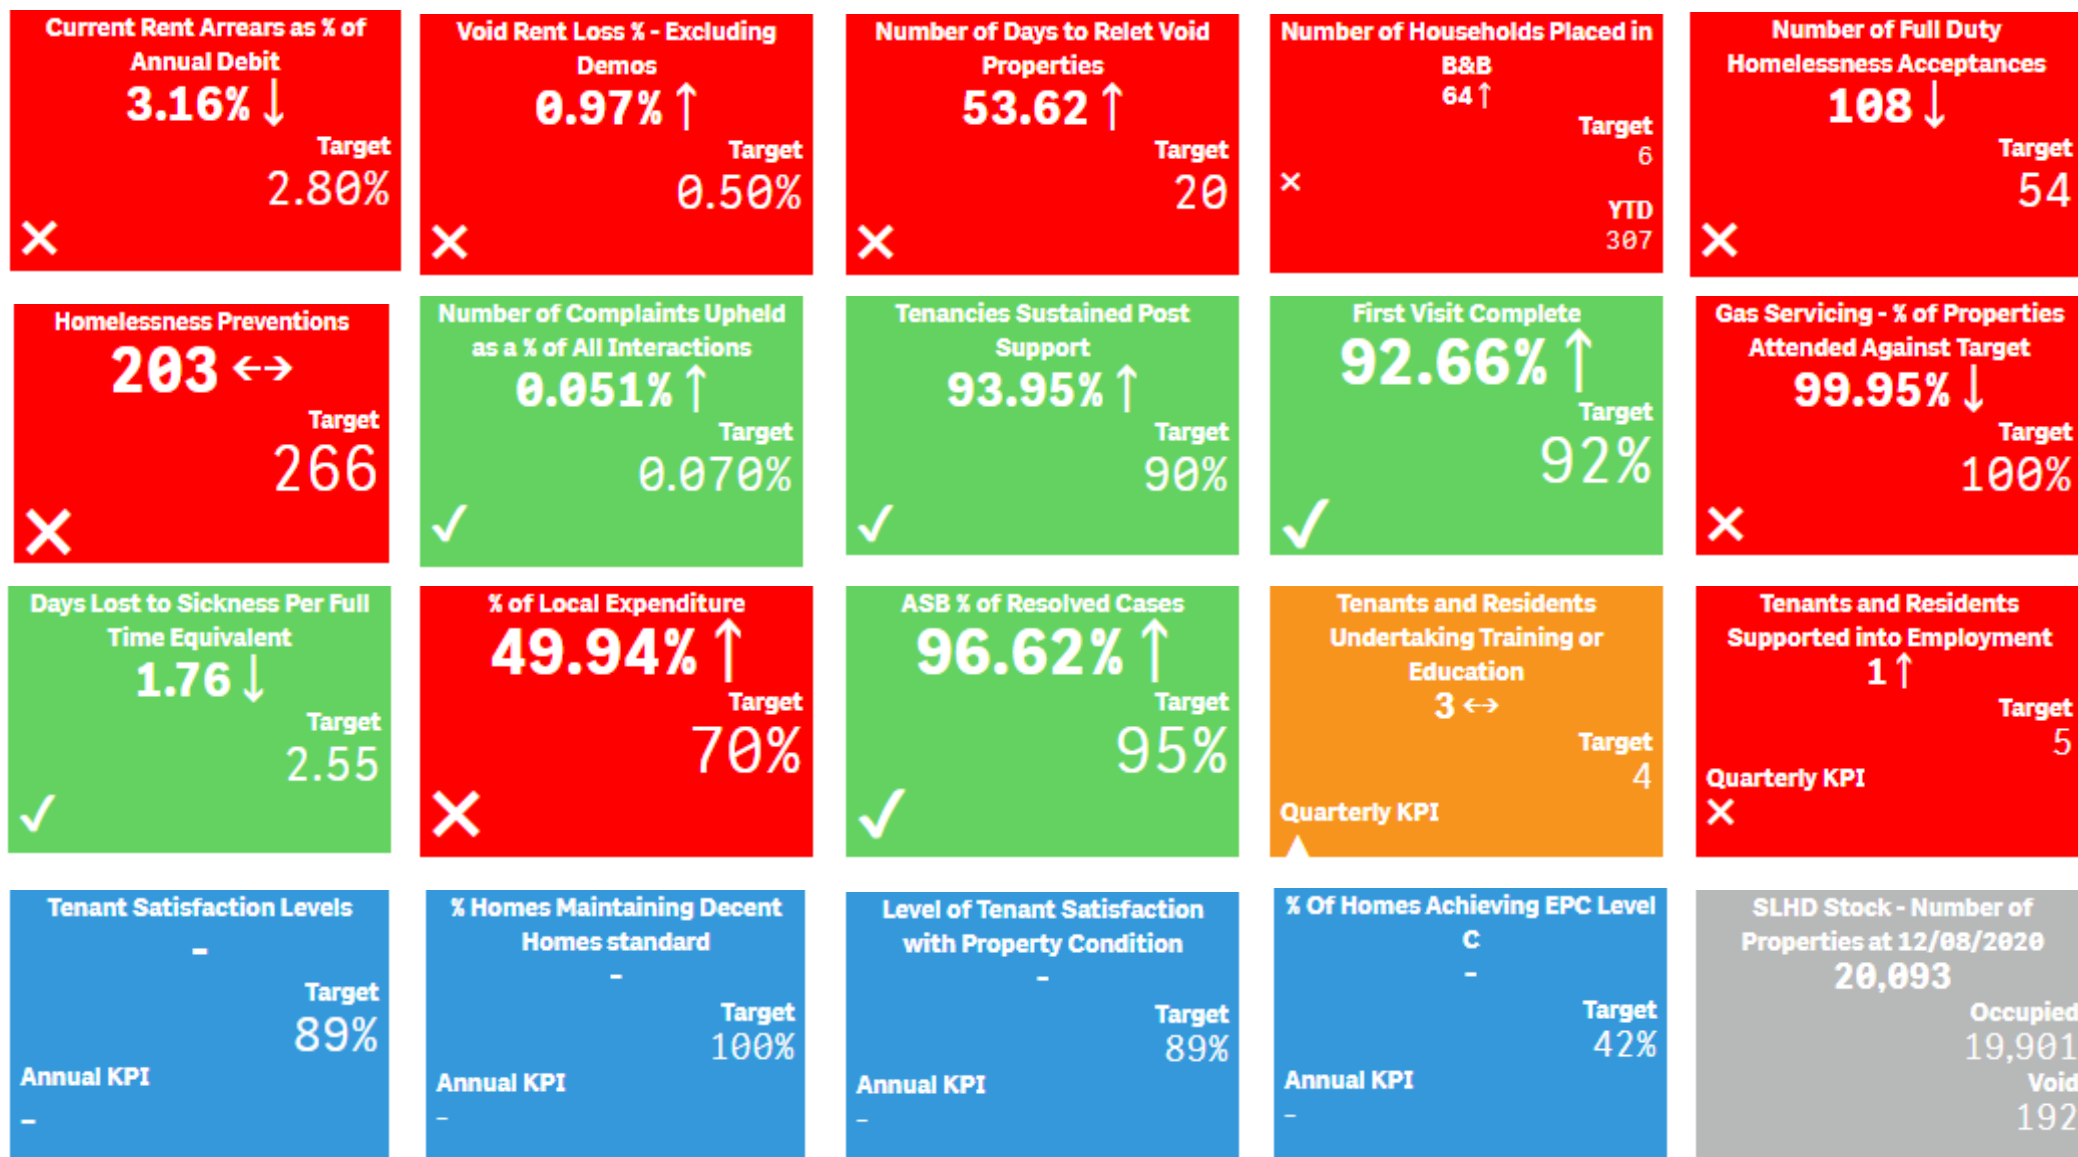 Current Rent Arrears as % of
Annual Debit
3.16% ↓
Target
2.80%
✕
Void Rent Loss % - Excluding
Demos
0.97% ↑
Target
0.50%
✕
Number of Days to Relet Void
Properties
53.62 ↑
Target
20
✕
Number of Households Placed in
B&B
64 ↑
Target
6
✕
YTD
307
Number of Full Duty
Homelessness Acceptances
108 ↓
Target
54
✕
Homelessness Preventions
203 ↔
Target
266
✕
Number of Complaints Upheld
as a % of All Interactions
0.051% ↑
Target
0.070%
✓
Tenancies Sustained Post
Support
93.95% ↑
Target
90%
✓
First Visit Complete
92.66% ↑
Target
92%
✓
Gas Servicing - % of Properties
Attended Against Target
99.95% ↓
Target
100%
✕
Days Lost to Sickness Per Full
Time Equivalent
1.76 ↓
Target
2.55
✓
% of Local Expenditure
49.94% ↑
Target
70%
✕
ASB % of Resolved Cases
96.62% ↑
Target
95%
✓
Tenants and Residents
Undertaking Training or
Education
3 ↔
Target
4
Quarterly KPI
▲
Tenants and Residents
Supported into Employment
1 ↑
Target
5
Quarterly KPI
✕
Tenant Satisfaction Levels
-
Target
89%
Annual KPI
-
% Homes Maintaining Decent
Homes standard
-
Target
100%
Annual KPI
-
Level of Tenant Satisfaction
with Property Condition
-
Target
89%
Annual KPI
-
% Of Homes Achieving EPC Level
C
-
Target
42%
Annual KPI
-
SLHD Stock - Number of
Properties at 12/08/2020
20,093
Occupied
19,901
Void
192